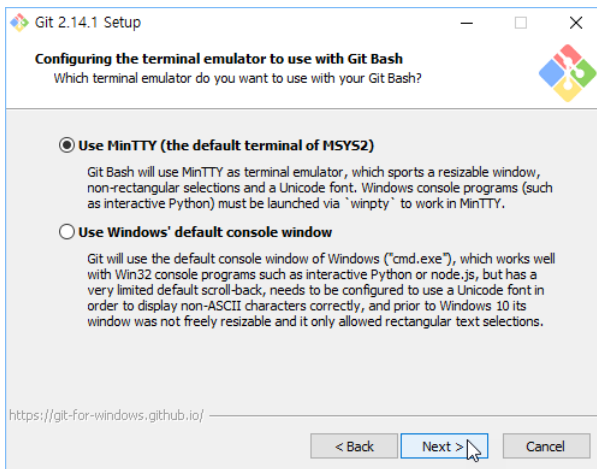 Git 2.14.1 Setup
Configuring the terminal emulator to use with Git Bash
Which terminal emulator do you want to use with your Git Bash?
Use MinTTY (the default terminal of MSYS2)
Git Bash will use MinTTY as terminal emulator, which sports a resizable window,
non-rectangular selections and a Unicode font. Windows console programs (such
as interactive Python) must be launched via `winpty` to work in MinTTY.
Use Windows' default console window
Git will use the default console window of Windows ("cmd.exe"), which works well
with Win32 console programs such as interactive Python or node.js, but has a
very limited default scroll-back, needs to be configured to use a Unicode font in
order to display non-ASCII characters correctly, and prior to Windows 10 its
window was not freely resizable and it only allowed rectangular text selections.
https://git-for-windows.github.io/
< Back Next > Cancel